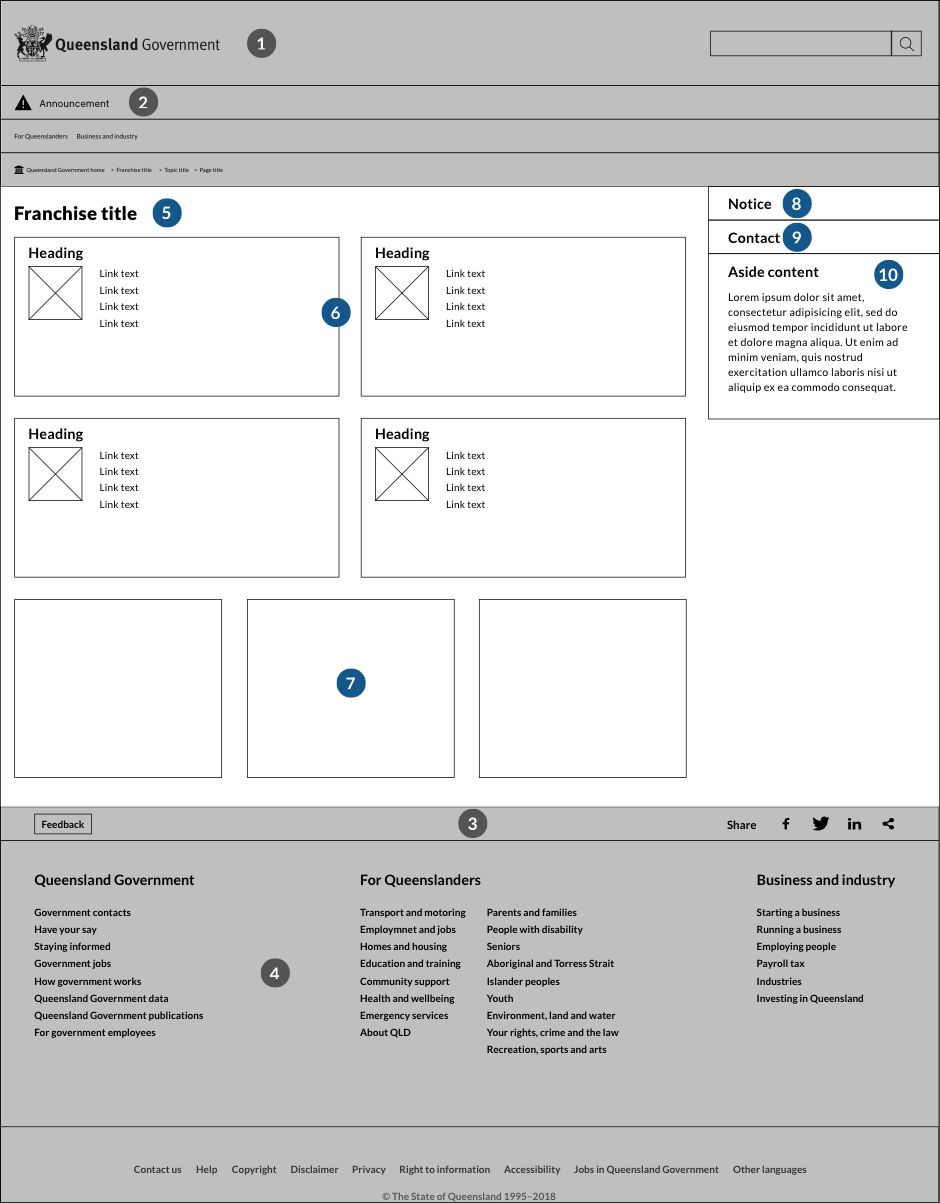 Queensland Government 1
Announcement 2
For Queenslanders Business and industry
Queensland Government home > Franchise title > Topic title > Page title
Franchise title 5
Heading
Link text
Link text
Link text
Link text
6
Heading
Link text
Link text
Link text
Link text
Heading
Link text
Link text
Link text
Link text
Heading
Link text
Link text
Link text
Link text
7
Notice 8
Contact 9
Aside content 10
Lorem ipsum dolor sit amet,
consectetur adipisicing elit, sed do
eiusmod tempor incididunt ut labore
et dolore magna aliqua. Ut enim ad
minim veniam, quis nostrud
exercitation ullamco laboris nisi ut
aliquip ex ea commodo consequat.
Feedback 3 Share
Queensland Government
Government contacts
Have your say
Staying informed
Government jobs
How government works
Queensland Government data
Queensland Government publications
For government employees
4
For Queenslanders
Transport and motoring
Employmnet and jobs
Homes and housing
Education and training
Community support
Health and wellbeing
Emergency services
About QLD
Parents and families
People with disability
Seniors
Aboriginal and Torress Strait
Islander peoples
Youth
Environment, land and water
Your rights, crime and the law
Recreation, sports and arts
Business and industry
Starting a business
Running a business
Employing people
Payroll tax
Industries
Investing in Queensland
Contact us Help Copyright Disclaimer Privacy Right to information Accessibility Jobs in Queensland Government Other languages
© The State of Queensland 1995–2018